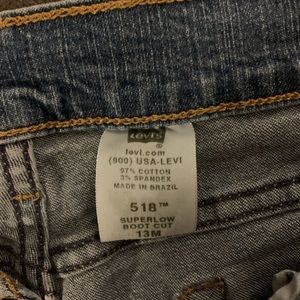 Levi's
®
levi.com
(800) USA-LEVI
97% COTTON
3% SPANDEX
MADE IN BRAZIL
518™
SUPERLOW
BOOT CUT
13M